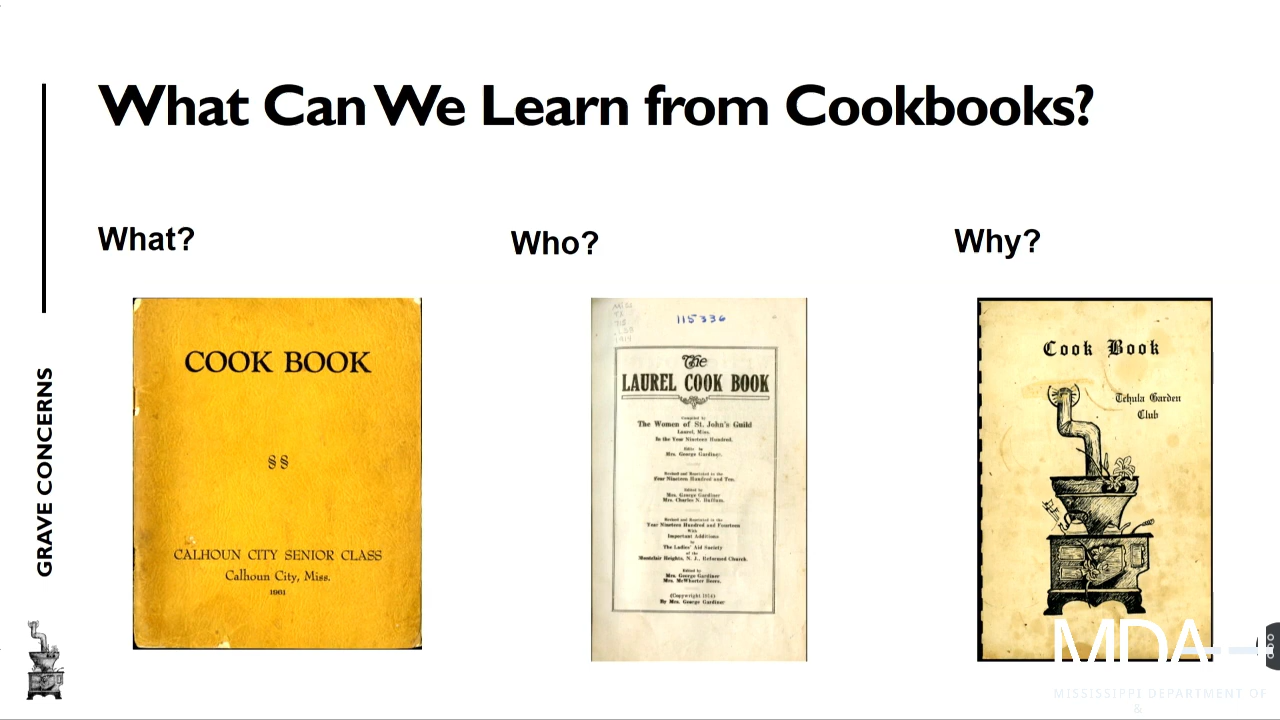 What Can We Learn from Cookbooks?
What?
Who?
Why?
GRAVE CONCERNS
COOK BOOK
§ §
CALHOUN CITY SENIOR CLASS
Calhoun City, Miss.
1961
115336
The
LAUREL COOK BOOK
Compiled by
The Women of St. John's Guild
Laurel, Miss.
In the Year Nineteen Hundred.
Mrs. George Gardiner.
Revised and Reprinted in the
Year Nineteen Hundred and Ten.
Edited by
Mrs. George Gardiner
Mrs. Charles N.
Revised and Reprinted in the
Year Nineteen Hundred and Fourteen
With
Important Additions
by
The Ladies' Aid Society
of the
Montclair Heights, N. J., Reformed Church.
Edited by
Mrs. George Gardiner
Mrs. McWhorter
(Copyright 1914)
By Mrs. George Gardiner
Cook Book
Tchula Garden
Club
MDA
MISSISSIPPI DEPARTMENT OF
&